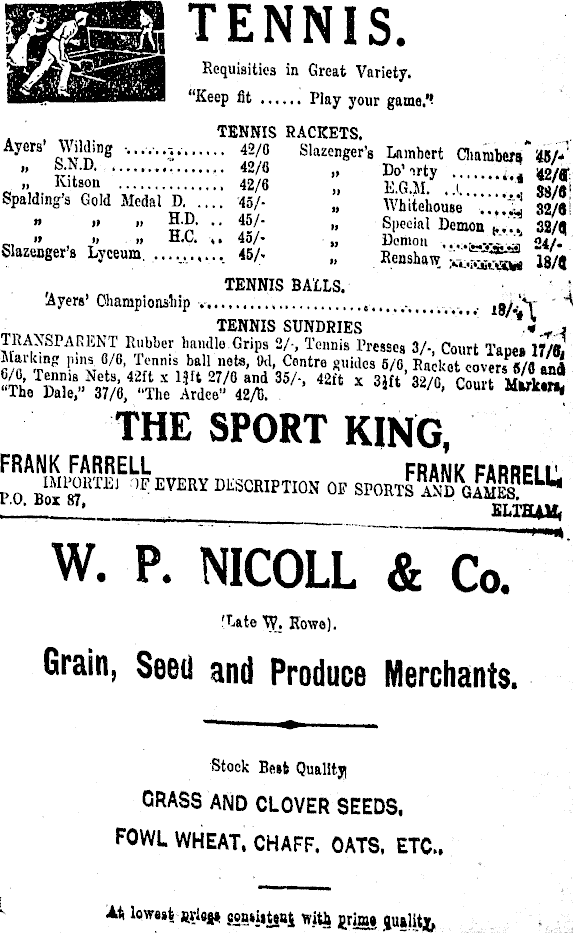 TENNIS.
Requisities in Great Variety.
"Keep fit ...... Play your game."
TENNIS RACKETS.
Ayers' Wilding .............. 42/6
„ S.N.D. ............... 42/6
„ Kitson .............. 42/6
Spalding's Gold Medal D. .... 45/-
„ „ „ H.D. .. 45/-
„ „ „ H.C. .. 45/-
Slazenger's Lyceum .......... 45/-
Slazenger's Lambert Chambers 45/-
„ Do' erty ......... 42/6
„ E.G.M. ......... 38/6
„ Whitehouse ...... 32/6
„ Special Demon .... 32/6
„ Demon ........... 24/-
„ Renshaw ......... 18/6
TENNIS BALLS.
Ayers' Championship .................................... 18/-
TENNIS SUNDRIES
TRANSPARENT Rubber handle Grips 2/-, Tennis Presses 3/-, Court Tapes 17/6,
Marking pins 6/6, Tennis ball nets, 9d, Centre guides 5/6, Racket covers 5/6 and
6/6, Tennis Nets, 42ft x 1¾ft 27/6 and 35/-, 42ft x 3½ft 32/6, Court Markers,
"The Dale," 37/6, "The Ardee" 42/6.
THE SPORT KING,
FRANK FARRELL FRANK FARRELL,
IMPORTE OF EVERY DESCRIPTION OF SPORTS AND GAMES.
P.O. Box 87, ELTHAM,
W. P. NICOLL & Co.
(Late W. Rowe).
Grain, Seed and Produce Merchants.
Stock Best Quality
GRASS AND CLOVER SEEDS,
FOWL WHEAT, CHAFF, OATS, ETC.,
At lowest prices consistent with prime quality,